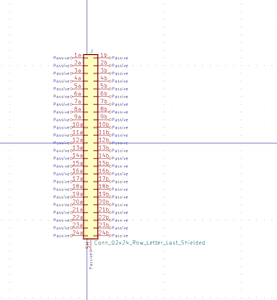 J
Passive 1a 1b Passive
Passive 2a 2b Passive
Passive 3a 3b Passive
Passive 4a 4b Passive
Passive 5a 5b Passive
Passive 6a 6b Passive
Passive 7a 7b Passive
Passive 8a 8b Passive
Passive 9a 9b Passive
Passive 10a 10b Passive
Passive 11a 11b Passive
Passive 12a 12b Passive
Passive 13a 13b Passive
Passive 14a 14b Passive
Passive 15a 15b Passive
Passive 16a 16b Passive
Passive 17a 17b Passive
Passive 18a 18b Passive
Passive 19a 19b Passive
Passive 20a 20b Passive
Passive 21a 21b Passive
Passive 22a 22b Passive
Passive 23a 23b Passive
Passive 24a 24b Passive
Conn_02x24_Row_Letter_Last_Shielded
Passive